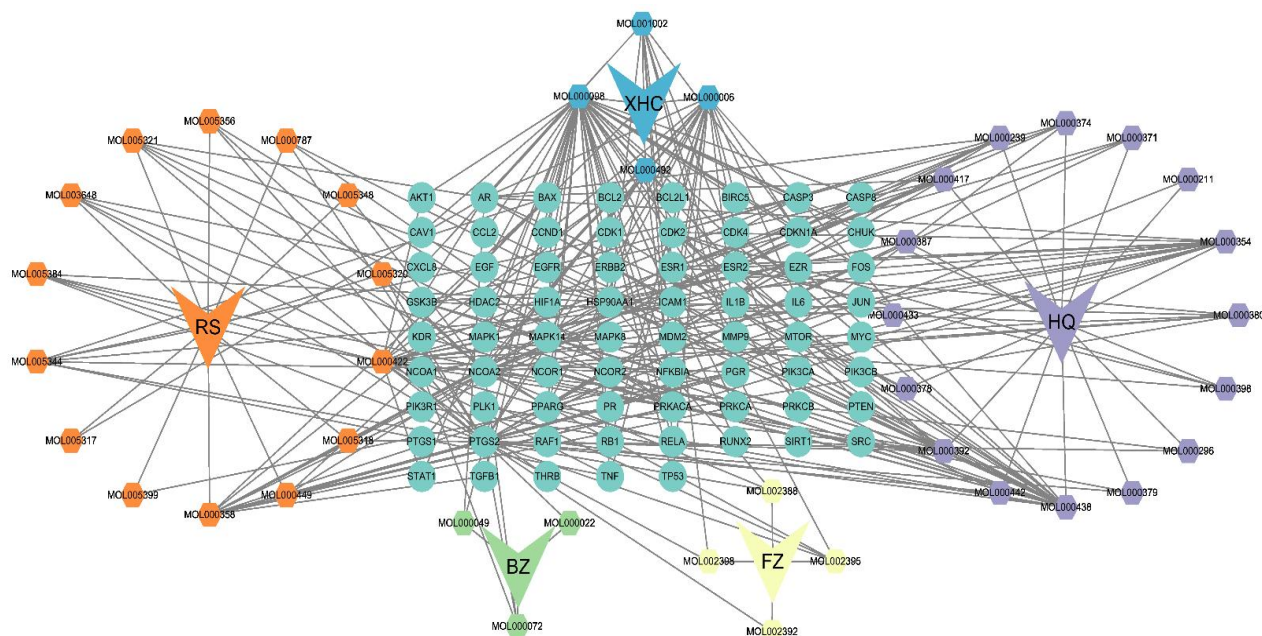 MOL001002
MOL000098
XHC
MOL000006
MOL000492
MOL005356
MOL005321
MOL000787
MOL003648
MOL005348
MOL005384
MOL005320
RS
MOL005344
MOL000422
MOL005317
MOL005318
MOL005399
MOL000449
MOL000358
MOL000374
MOL000239
MOL000371
MOL000417
MOL000211
MOL000387
MOL000354
MOL000433
HQ
MOL000380
MOL000378
MOL000398
MOL000392
MOL000296
MOL000442
MOL000379
MOL000438
AKT1 AR BAX BCL2 BCL2L1 BIRC5 CASP3 CASP8
CAV1 CCL2 CCND1 CDK1 CDK2 CDK4 CDKN1A CHUK
CXCL8 EGF EGFR ERBB2 ESR1 ESR2 EZR FOS
GSK3B HDAC2 HIF1A HSP90AA1 ICAM1 IL1B IL6 JUN
KDR MAPK1 MAPK14 MAPK8 MDM2 MMP9 MTOR MYC
NCOA1 NCOA2 NCOR1 NCOR2 NFKBIA PGR PIK3CA PIK3CB
PIK3R1 PLK1 PPARG PR PRKACA PRKCA PRKCB PTEN
PTGS1 PTGS2 RAF1 RB1 RELA RUNX2 SIRT1 SRC
STAT1 TGFB1 THRB TNF TP53
MOL000049
MOL000022
BZ
MOL000072
MOL002388
MOL002398
FZ
MOL002395
MOL002392